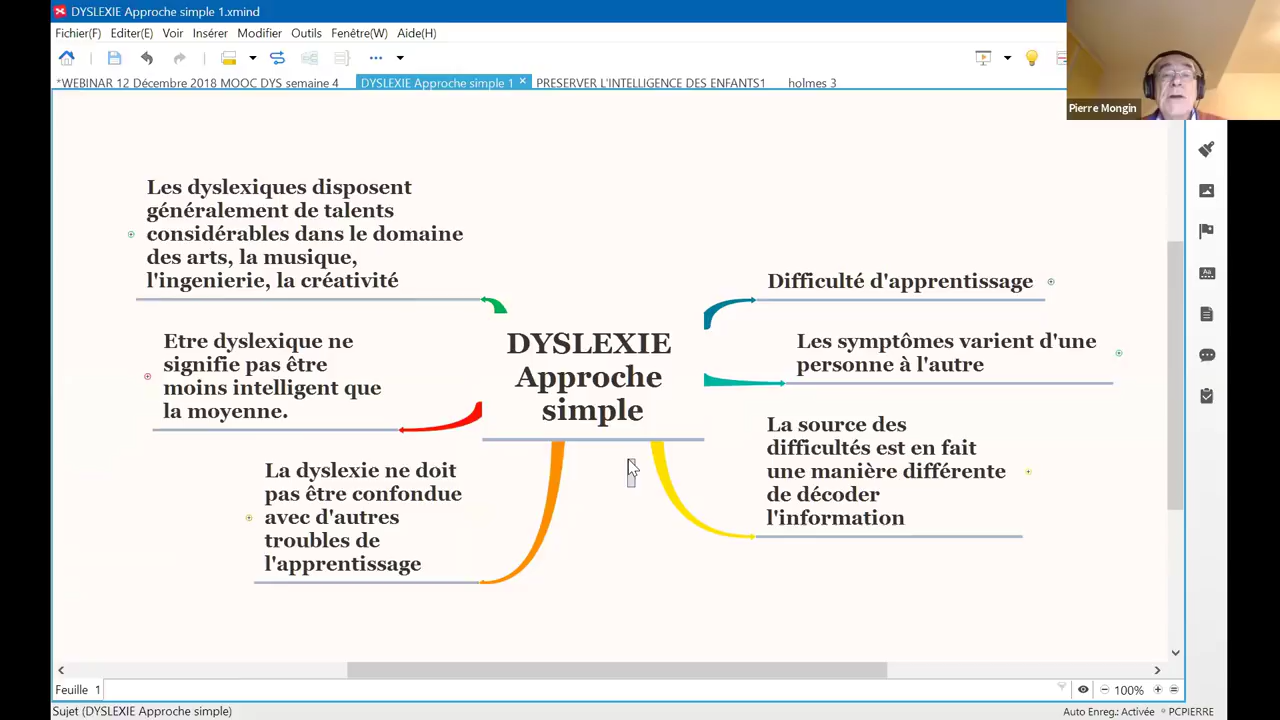 DYSLEXIE Approche simple 1.xmind
Fichier(F) Editer(E) Voir Insérer Modifier Outils Fenêtre(W) Aide(H)
*WEBINAR 12 Décembre 2018 MOOC DYS semaine 4 DYSLEXIE Approche simple 1 PRESERVER L'INTELLIGENCE DES ENFANTS1 holmes 3
Pierre Mongin
Les dyslexiques disposent
généralement de talents
considérables dans le domaine
des arts, la musique,
l'ingenierie, la créativité
Etre dyslexique ne
signifie pas être
moins intelligent que
la moyenne.
La dyslexie ne doit
pas être confondue
avec d'autres
troubles de
l'apprentissage
DYSLEXIE
Approche
simple
Difficulté d'apprentissage
Les symptômes varient d'une
personne à l'autre
La source des
difficultés est en fait
une manière différente
de décoder
l'information
Feuille 1
100%
Sujet (DYSLEXIE Approche simple)
Auto Enreg.: Activée PCPIERRE